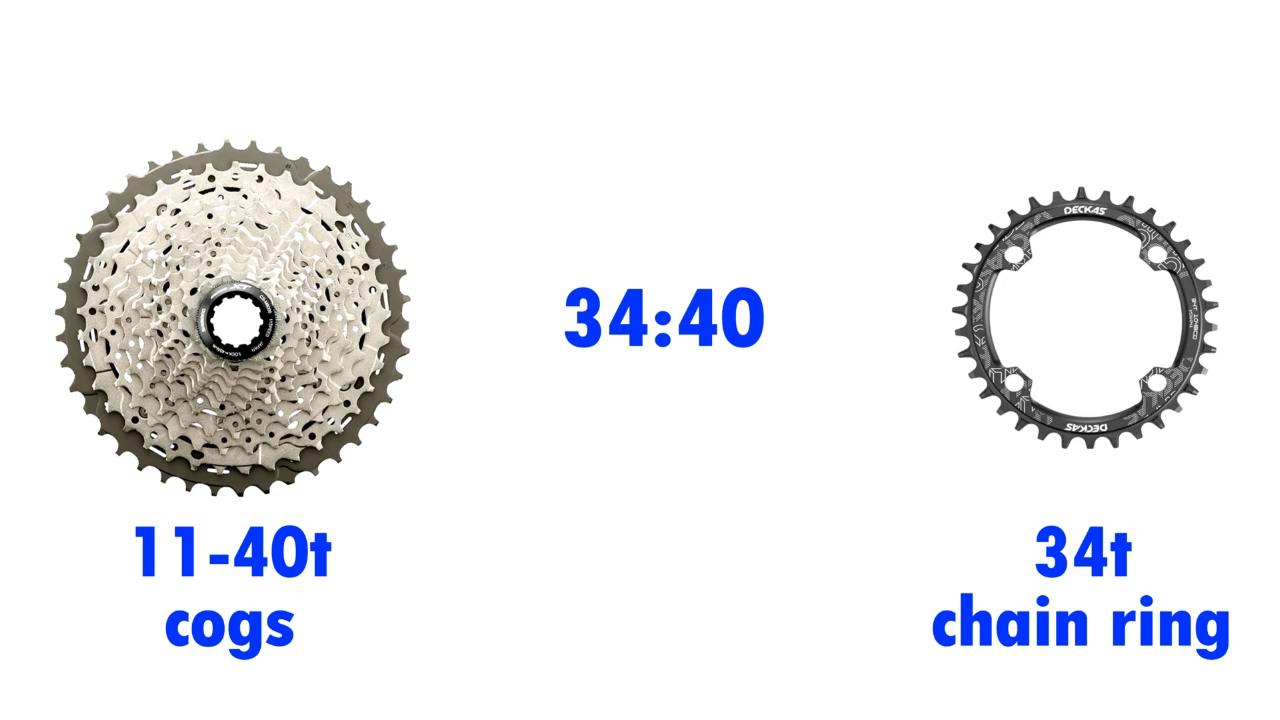 34:40
11-40t
cogs
34t
chain ring
DECKAS
DECKAS